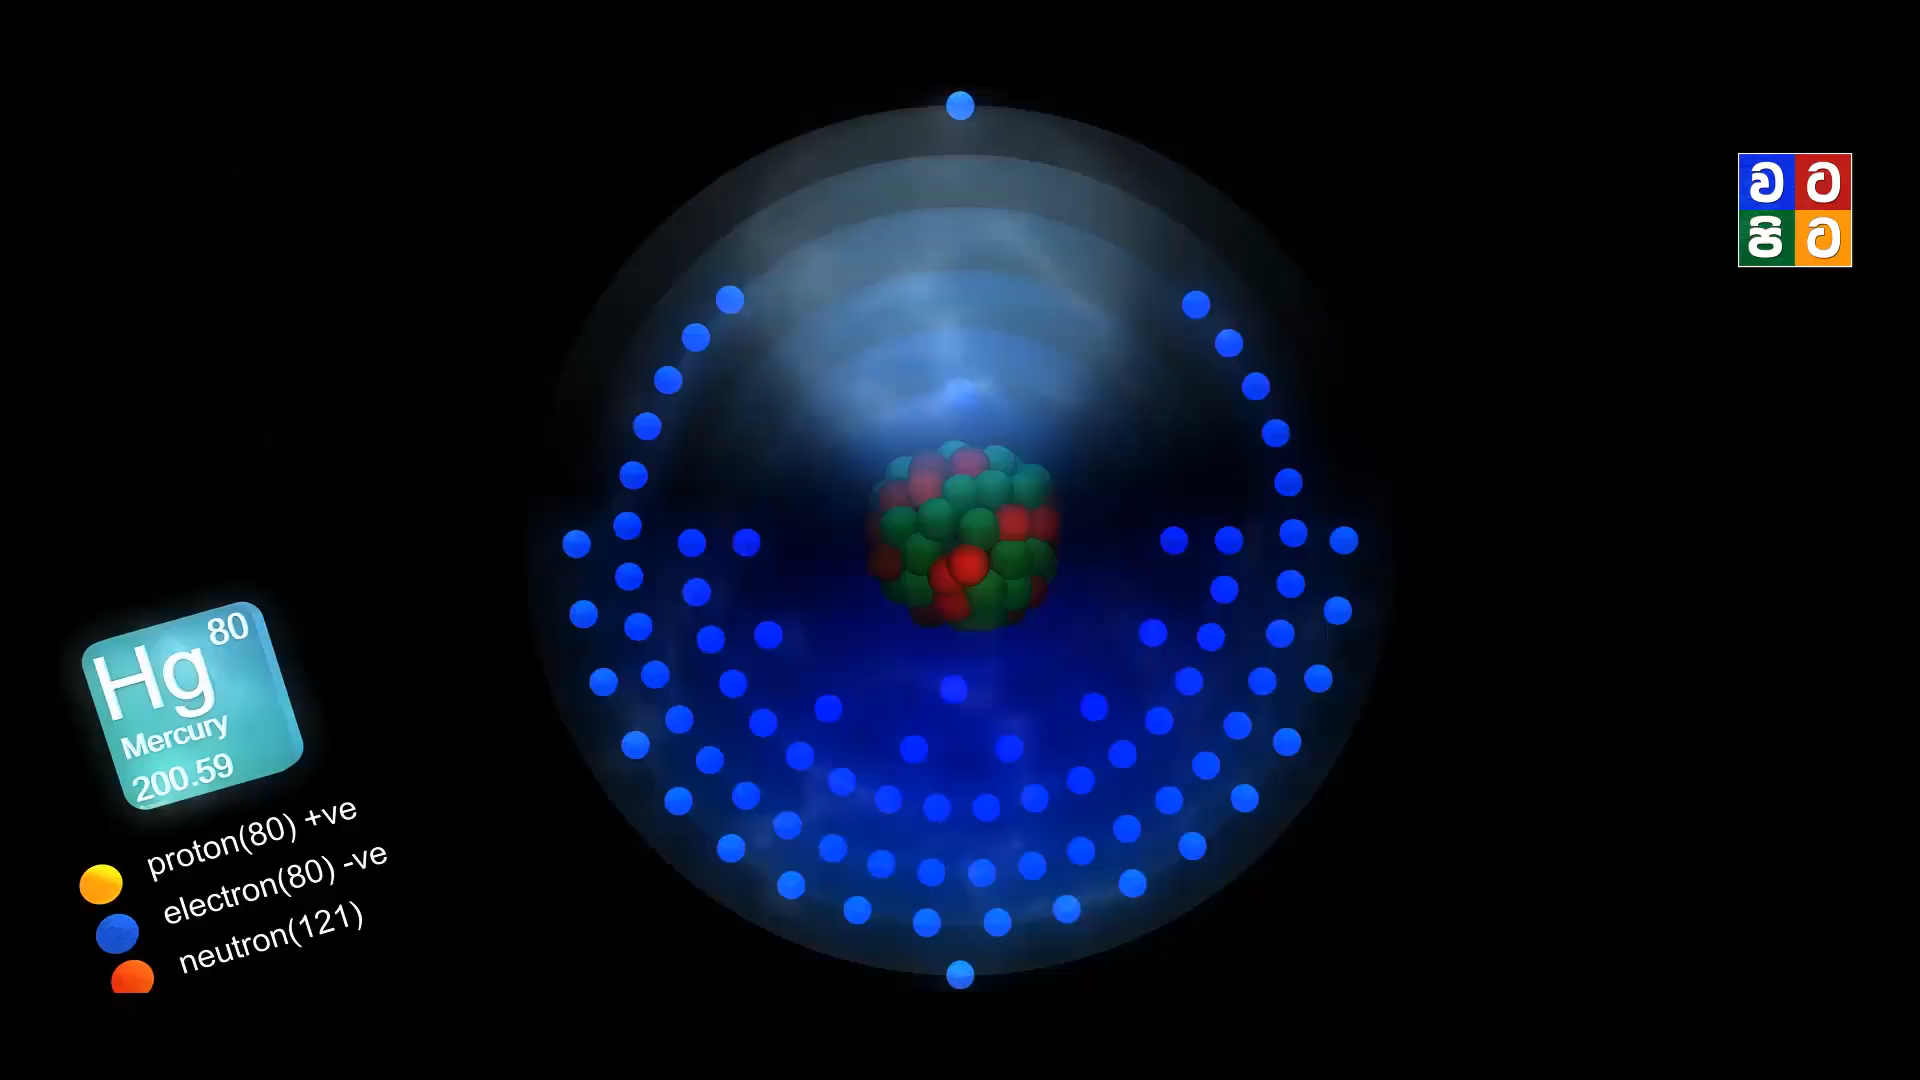 80
Hg
Mercury
200.59
proton(80) +ve
electron(80) -ve
neutron(121)